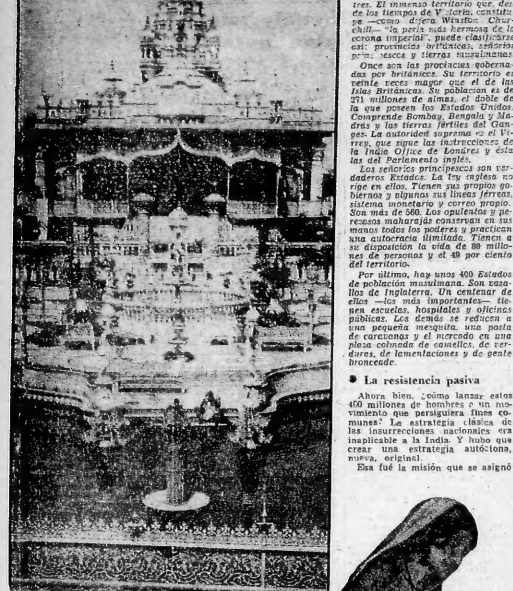 tres. El inmenso territorio que, des-
de los tiempos de Victoria, constitu-
ye —como dijera Winston Chur-
chill— "la perla más hermosa de la
corona imperial", puede clasificarse
así: provincias británicas, señoríos
principescos y tierras musulmanas.
Once son las provincias goberna-
das por británicos. Su territorio es
veinte veces mayor que el de las
Islas Británicas. Su población es de
271 millones de almas, el doble de
la que poseen los Estados Unidos.
Comprende Bombay, Bengala y Ma-
drás y las tierras fértiles del Gan-
ges. La autoridad suprema es el Vi-
rrey, que sigue las instrucciones de
la India Office de Londres y ésta
las del Parlamento inglés.
Los señoríos principescos son ver-
daderos Estados. La ley inglesa no
rige en ellos. Tienen sus propios go-
biernos y algunos sus líneas férreas,
sistema monetario y correo propio.
Son más de 560. Los opulentos y pe-
rezosos maharajás conservan en sus
manos todos los poderes y practican
una autocracia ilimitada. Tienen a
su disposición la vida de 80 millo-
nes de personas y el 49 por ciento
del territorio.
Por último, hay unos 400 Estados
de población musulmana. Son vasa-
llos de Inglaterra. Un centenar de
ellos —los más importantes— tie-
nen escuelas, hospitales y oficinas
públicas. Los demás se reducen a
una pequeña mezquita, una posta
de caravanas y el mercado en una
plaza colmada de camellos, de ver-
duras, de lamentaciones y de gente
bronceada.
• La resistencia pasiva
Ahora bien. ¿cómo lanzar estos
400 millones de hombres a un mo-
vimiento que persiguiera fines co-
munes? La estrategia clásica de
las insurrecciones nacionales era
inaplicable a la India. Y hubo que
crear una estrategia autóctona,
nueva, original.
Esa fué la misión que se asignó